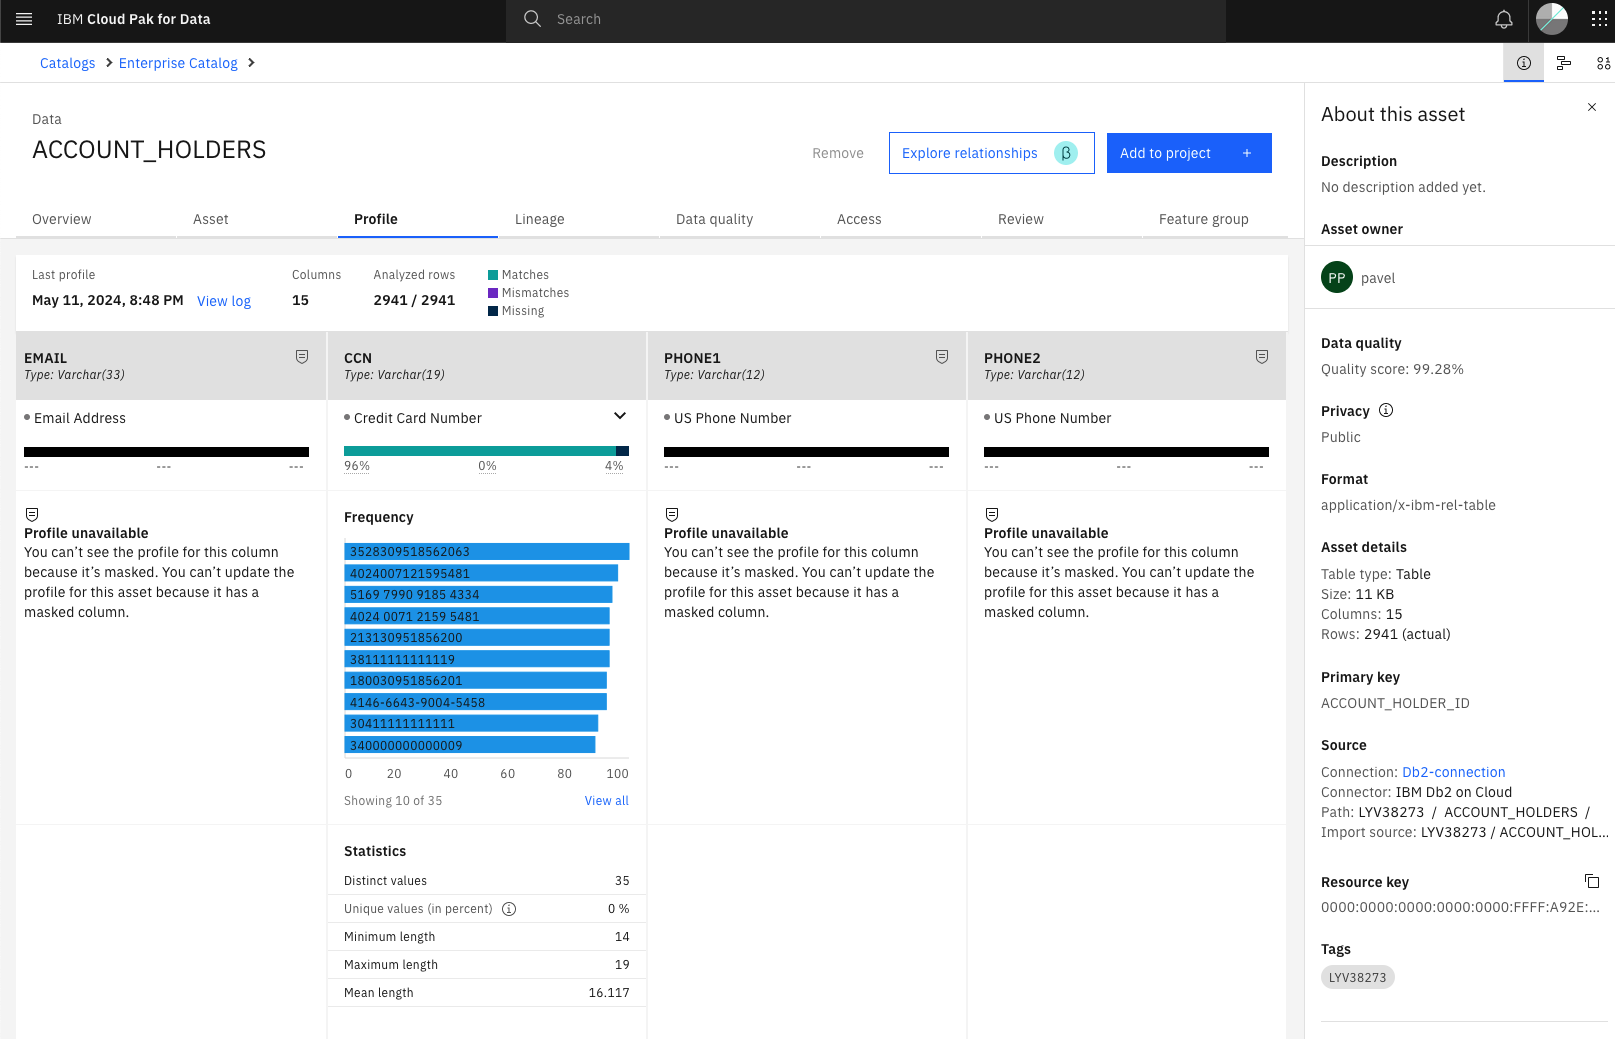 IBM Cloud Pak for Data
Search
Catalogs
Enterprise Catalog
Data
ACCOUNT_HOLDERS
Remove
Explore relationships β
Add to project +
Overview
Asset
Profile
Lineage
Data quality
Access
Review
Feature group
Last profile
May 11, 2024, 8:48 PM View log
Columns
15
Analyzed rows
2941 / 2941
Matches
Mismatches
Missing
EMAIL
Type: Varchar(33)
Email Address
--- --- ---
Profile unavailable
You can't see the profile for this column
because it's masked. You can't update the
profile for this asset because it has a
masked column.
CCN
Type: Varchar(19)
Credit Card Number
96% 0% 4%
Frequency
3528309518562063
4024007121595481
5169 7990 9185 4334
4024 0071 2159 5481
213130951856200
38111111111119
180030951856201
4146-6643-9004-5458
30411111111111
340000000000009
0 20 40 60 80 100
Showing 10 of 35 View all
Statistics
Distinct values 35
Unique values (in percent) 0 %
Minimum length 14
Maximum length 19
Mean length 16.117
PHONE1
Type: Varchar(12)
US Phone Number
--- --- ---
Profile unavailable
You can't see the profile for this column
because it's masked. You can't update the
profile for this asset because it has a
masked column.
PHONE2
Type: Varchar(12)
US Phone Number
--- --- ---
Profile unavailable
You can't see the profile for this column
because it's masked. You can't update the
profile for this asset because it has a
masked column.
About this asset
Description
No description added yet.
Asset owner
PP pavel
Data quality
Quality score: 99.28%
Privacy
Public
Format
application/x-ibm-rel-table
Asset details
Table type: Table
Size: 11 KB
Columns: 15
Rows: 2941 (actual)
Primary key
ACCOUNT_HOLDER_ID
Source
Connection: Db2-connection
Connector: IBM Db2 on Cloud
Path: LYV38273 / ACCOUNT_HOLDERS /
Import source: LYV38273 / ACCOUNT_HOL...
Resource key
0000:0000:0000:0000:0000:FFFF:A92E:...
Tags
LYV38273